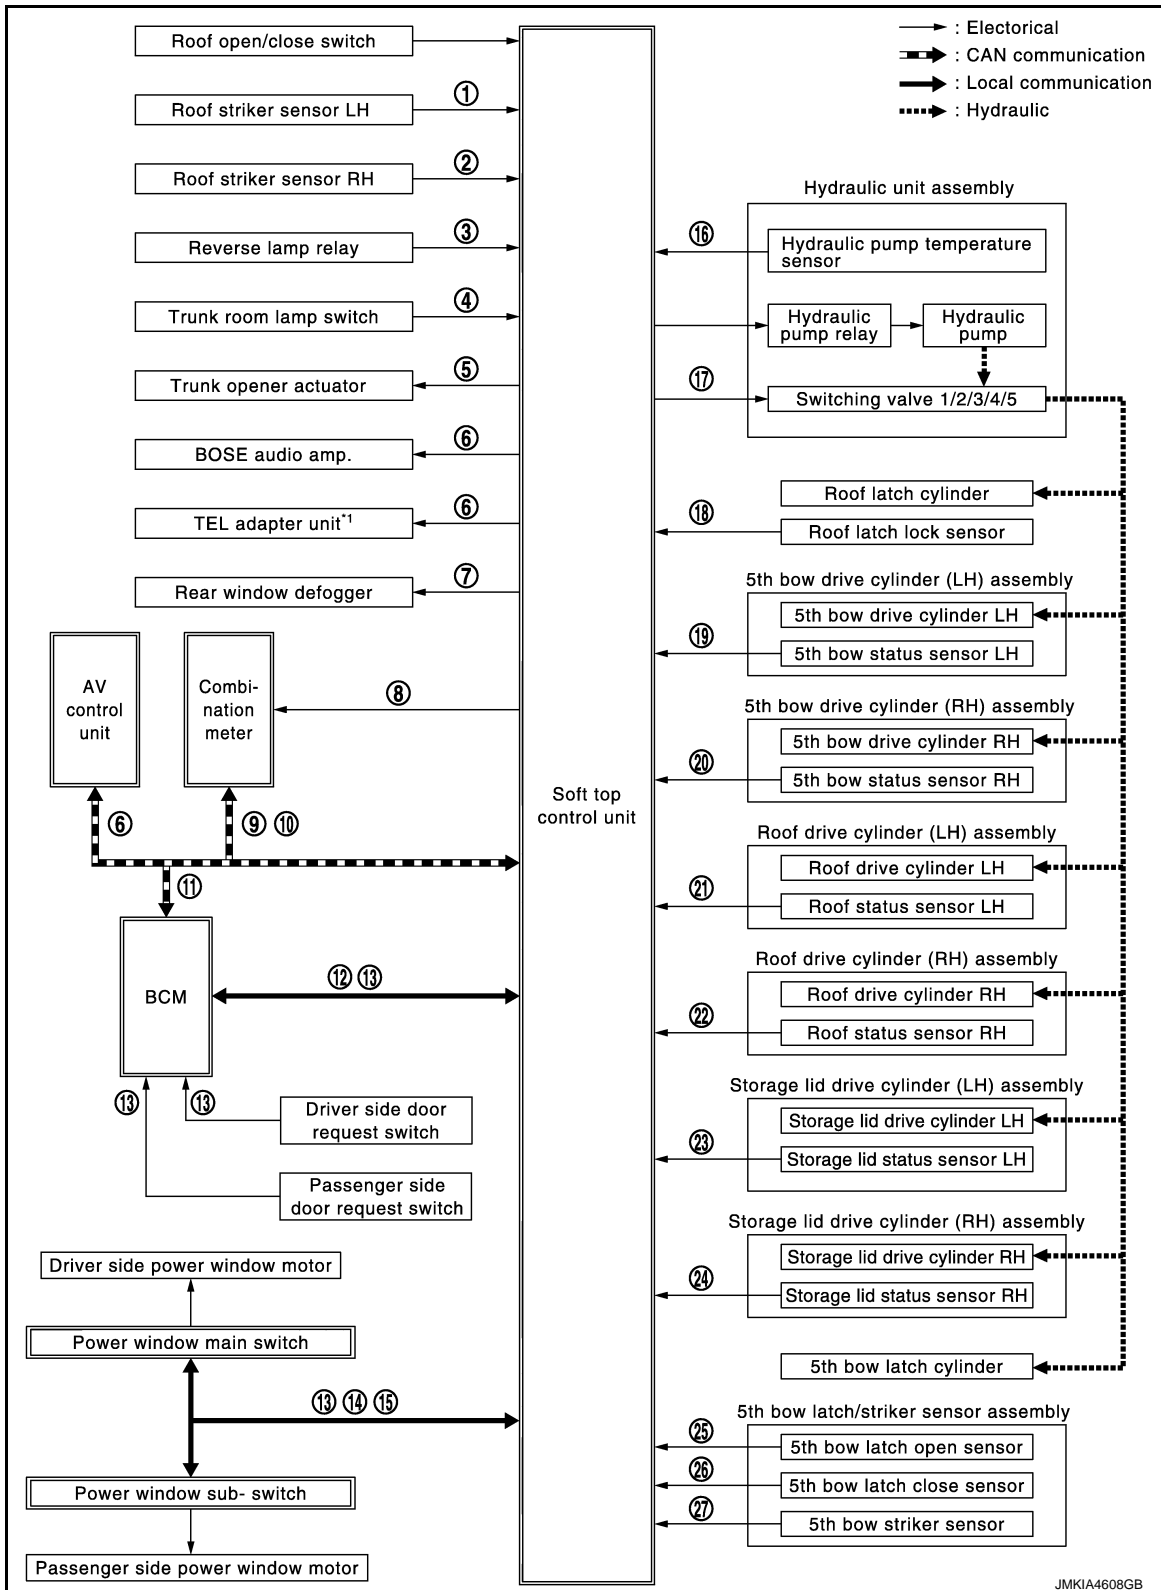 Roof open/close switch
① Roof striker sensor LH
② Roof striker sensor RH
③ Reverse lamp relay
④ Trunk room lamp switch
⑤ Trunk opener actuator
⑥ BOSE audio amp.
⑥ TEL adapter unit*1
⑦ Rear window defogger
AV
control
unit
Combi-
nation
meter
⑧
⑥
⑨ ⑩
⑪
BCM
⑫ ⑬
⑬
⑬
Driver side door
request switch
Passenger side
door request switch
Driver side power window motor
Power window main switch
⑬ ⑭ ⑮
Power window sub- switch
Passenger side power window motor
Soft top
control unit
: Electorical
: CAN communication
: Local communication
: Hydraulic
Hydraulic unit assembly
⑯
Hydraulic pump temperature
sensor
Hydraulic
pump relay
Hydraulic
pump
⑰
Switching valve 1/2/3/4/5
Roof latch cylinder
⑱
Roof latch lock sensor
5th bow drive cylinder (LH) assembly
5th bow drive cylinder LH
⑲
5th bow status sensor LH
5th bow drive cylinder (RH) assembly
5th bow drive cylinder RH
⑳
5th bow status sensor RH
Roof drive cylinder (LH) assembly
Roof drive cylinder LH
㉑
Roof status sensor LH
Roof drive cylinder (RH) assembly
Roof drive cylinder RH
㉒
Roof status sensor RH
Storage lid drive cylinder (LH) assembly
Storage lid drive cylinder LH
㉓
Storage lid status sensor LH
Storage lid drive cylinder (RH) assembly
Storage lid drive cylinder RH
㉔
Storage lid status sensor RH
5th bow latch cylinder
5th bow latch/striker sensor assembly
㉕
5th bow latch open sensor
㉖
5th bow latch close sensor
㉗
5th bow striker sensor
JMKIA4608GB